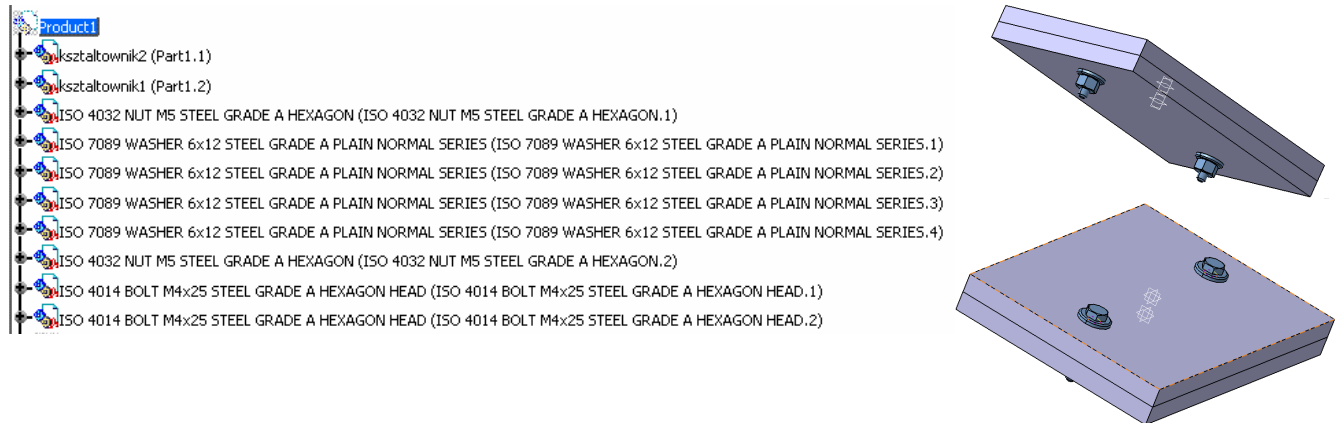 Product1
ksztaltownik2 (Part1.1)
ksztaltownik1 (Part1.2)
ISO 4032 NUT M5 STEEL GRADE A HEXAGON (ISO 4032 NUT M5 STEEL GRADE A HEXAGON.1)
ISO 7089 WASHER 6x12 STEEL GRADE A PLAIN NORMAL SERIES (ISO 7089 WASHER 6x12 STEEL GRADE A PLAIN NORMAL SERIES.1)
ISO 7089 WASHER 6x12 STEEL GRADE A PLAIN NORMAL SERIES (ISO 7089 WASHER 6x12 STEEL GRADE A PLAIN NORMAL SERIES.2)
ISO 7089 WASHER 6x12 STEEL GRADE A PLAIN NORMAL SERIES (ISO 7089 WASHER 6x12 STEEL GRADE A PLAIN NORMAL SERIES.3)
ISO 7089 WASHER 6x12 STEEL GRADE A PLAIN NORMAL SERIES (ISO 7089 WASHER 6x12 STEEL GRADE A PLAIN NORMAL SERIES.4)
ISO 4032 NUT M5 STEEL GRADE A HEXAGON (ISO 4032 NUT M5 STEEL GRADE A HEXAGON.2)
ISO 4014 BOLT M4x25 STEEL GRADE A HEXAGON HEAD (ISO 4014 BOLT M4x25 STEEL GRADE A HEXAGON HEAD.1)
ISO 4014 BOLT M4x25 STEEL GRADE A HEXAGON HEAD (ISO 4014 BOLT M4x25 STEEL GRADE A HEXAGON HEAD.2)